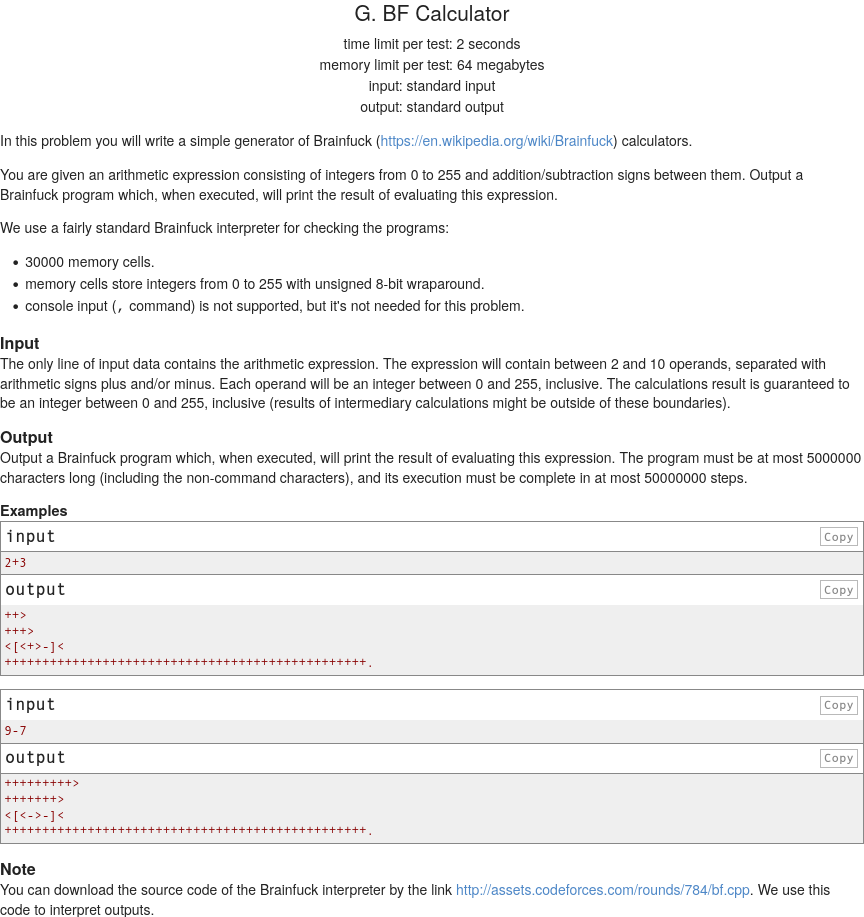 G. BF Calculator
time limit per test: 2 seconds
memory limit per test: 64 megabytes
input: standard input
output: standard output
In this problem you will write a simple generator of Brainfuck (https://en.wikipedia.org/wiki/Brainfuck) calculators.
You are given an arithmetic expression consisting of integers from 0 to 255 and addition/subtraction signs between them. Output a
Brainfuck program which, when executed, will print the result of evaluating this expression.
We use a fairly standard Brainfuck interpreter for checking the programs:
• 30000 memory cells.
• memory cells store integers from 0 to 255 with unsigned 8-bit wraparound.
• console input (, command) is not supported, but it's not needed for this problem.
Input
The only line of input data contains the arithmetic expression. The expression will contain between 2 and 10 operands, separated with
arithmetic signs plus and/or minus. Each operand will be an integer between 0 and 255, inclusive. The calculations result is guaranteed to
be an integer between 0 and 255, inclusive (results of intermediary calculations might be outside of these boundaries).
Output
Output a Brainfuck program which, when executed, will print the result of evaluating this expression. The program must be at most 5000000
characters long (including the non-command characters), and its execution must be complete in at most 50000000 steps.
Examples
input Copy
2+3
output Copy
++>
+++>
<[<+>-]<
++++++++++++++++++++++++++++++++++++++++++++++++.
input Copy
9-7
output Copy
+++++++++>
+++++++>
<[<->-]<
++++++++++++++++++++++++++++++++++++++++++++++++.
Note
You can download the source code of the Brainfuck interpreter by the link http://assets.codeforces.com/rounds/784/bf.cpp. We use this
code to interpret outputs.